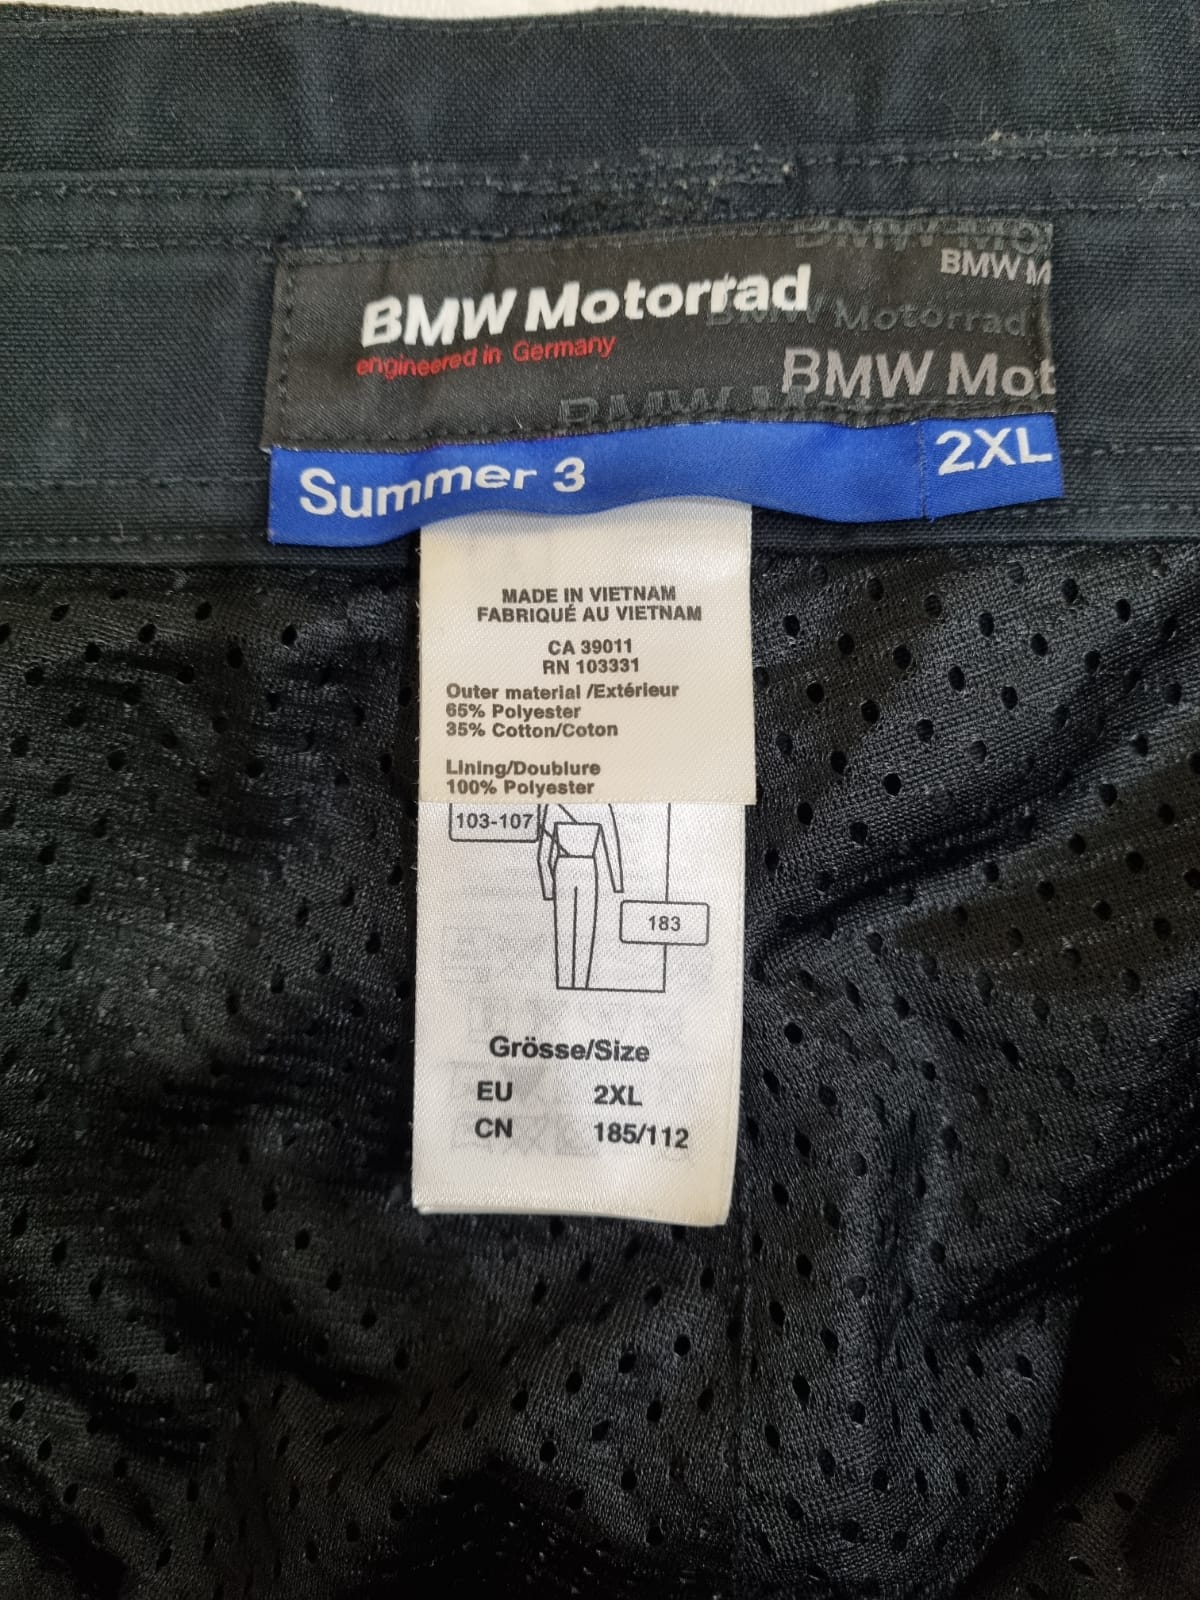 BMW Motorrad
engineered in Germany
BMW M
Motorrad
BMW Mot
Summer 3
2XL
MADE IN VIETNAM
FABRIQUÉ AU VIETNAM
CA 39011
RN 103331
Outer material /Extérieur
65% Polyester
35% Cotton/Coton
Lining/Doublure
100% Polyester
103-107
183
Grösse/Size
EU 2XL
CN 185/112